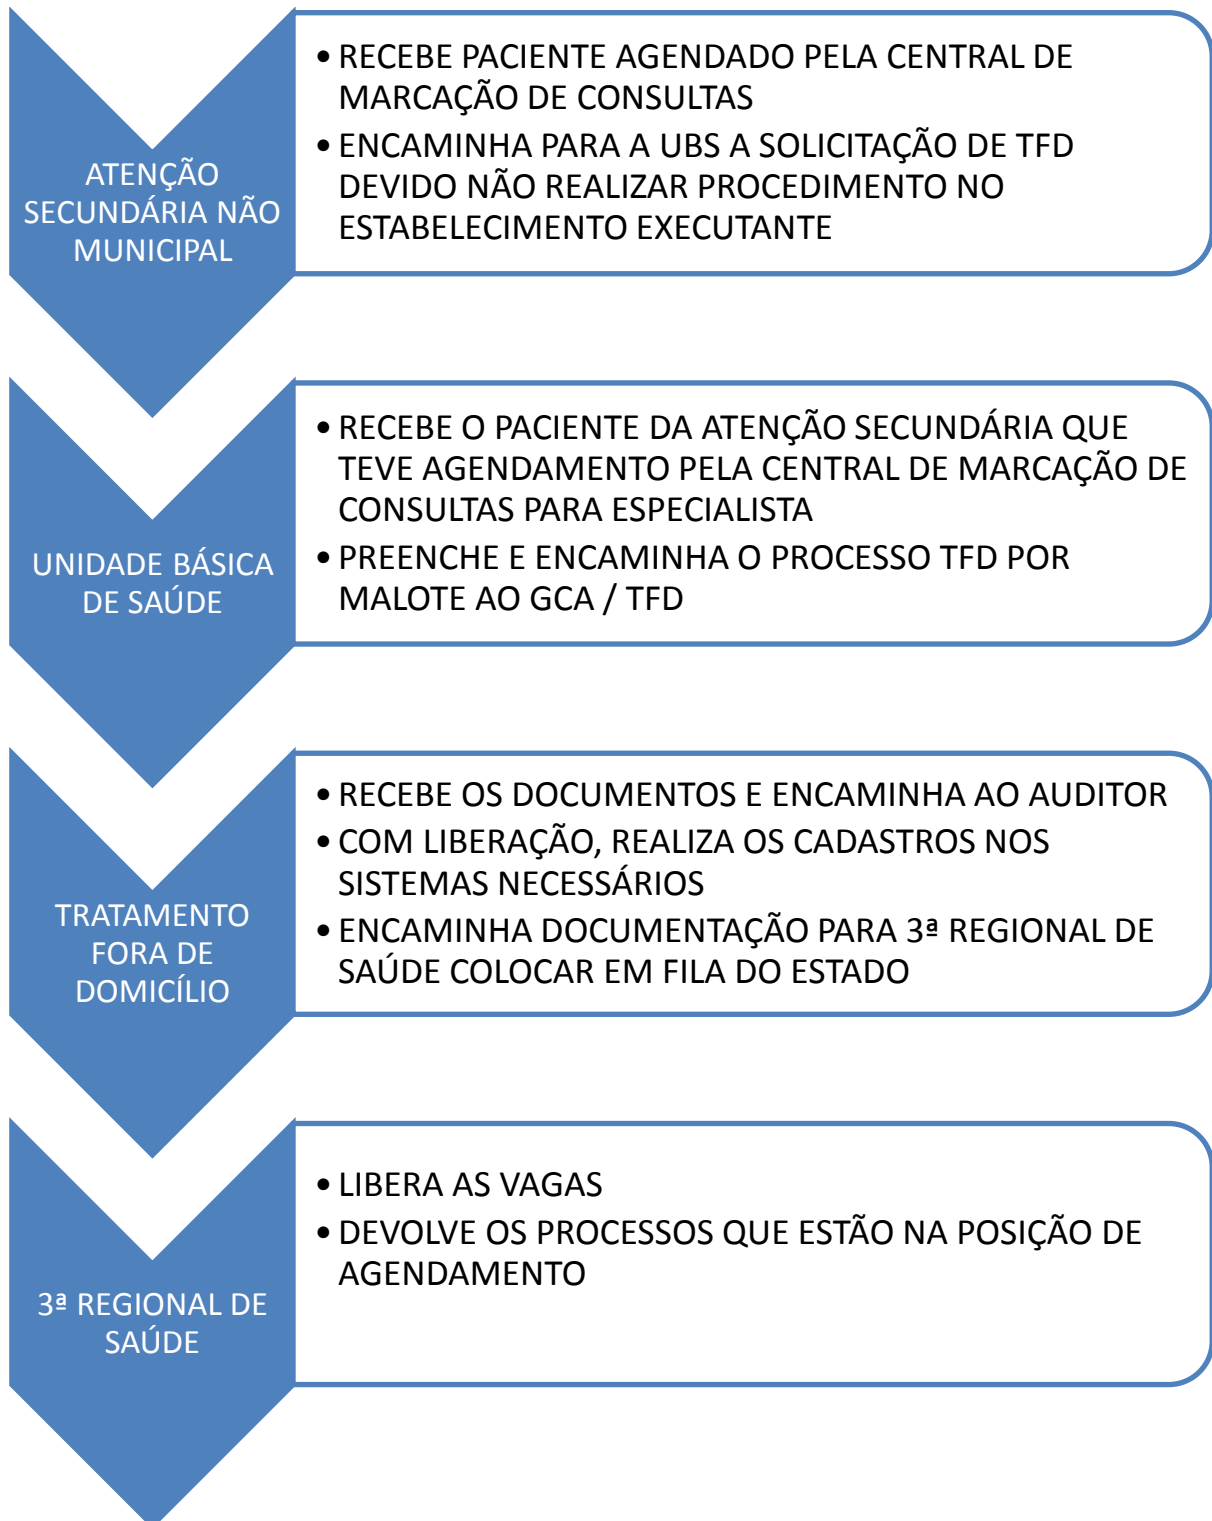 ATENÇÃO
SECUNDÁRIA NÃO
MUNICIPAL
• RECEBE PACIENTE AGENDADO PELA CENTRAL DE
MARCAÇÃO DE CONSULTAS
• ENCAMINHA PARA A UBS A SOLICITAÇÃO DE TFD
DEVIDO NÃO REALIZAR PROCEDIMENTO NO
ESTABELECIMENTO EXECUTANTE
UNIDADE BÁSICA
DE SAÚDE
• RECEBE O PACIENTE DA ATENÇÃO SECUNDÁRIA QUE
TEVE AGENDAMENTO PELA CENTRAL DE MARCAÇÃO DE
CONSULTAS PARA ESPECIALISTA
• PREENCHE E ENCAMINHA O PROCESSO TFD POR
MALOTE AO GCA / TFD
TRATAMENTO
FORA DE
DOMICÍLIO
• RECEBE OS DOCUMENTOS E ENCAMINHA AO AUDITOR
• COM LIBERAÇÃO, REALIZA OS CADASTROS NOS
SISTEMAS NECESSÁRIOS
• ENCAMINHA DOCUMENTAÇÃO PARA 3ª REGIONAL DE
SAÚDE COLOCAR EM FILA DO ESTADO
3ª REGIONAL DE
SAÚDE
• LIBERA AS VAGAS
• DEVOLVE OS PROCESSOS QUE ESTÃO NA POSIÇÃO DE
AGENDAMENTO